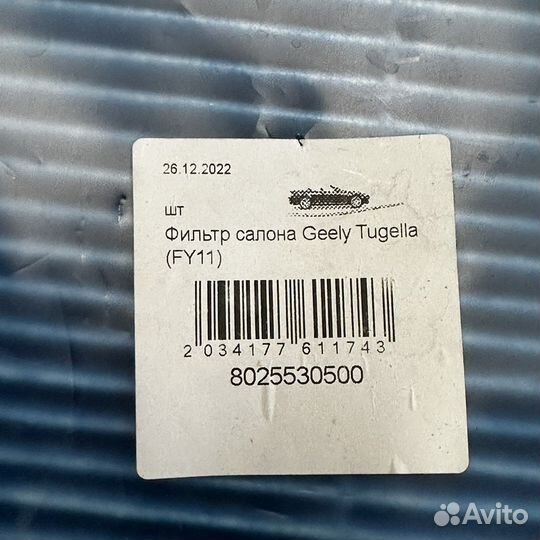 26.12.2022
шт
Фильтр салона Geely Tugella
(FY11)
2 034177 611743
8025530500
Avito